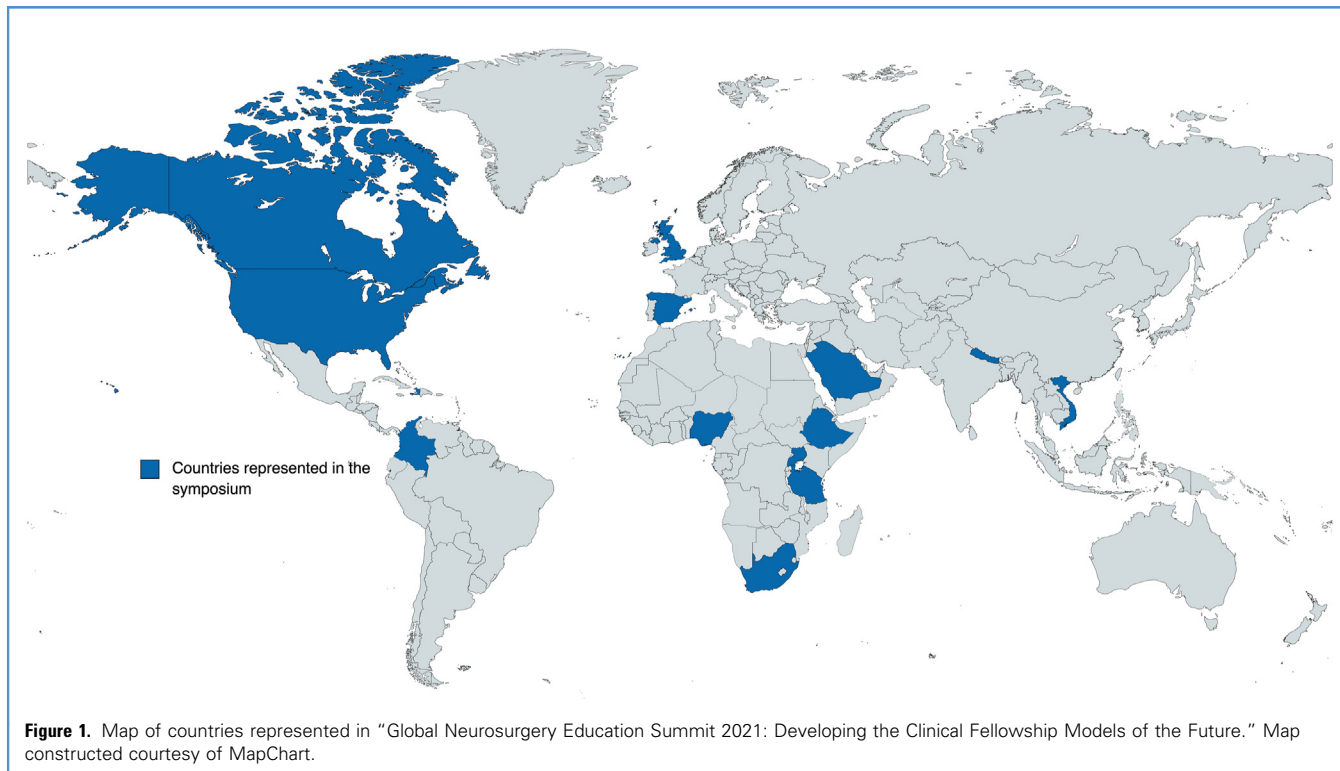 Countries represented in the
symposium
Figure 1. Map of countries represented in “Global Neurosurgery Education Summit 2021: Developing the Clinical Fellowship Models of the Future.” Map
constructed courtesy of MapChart.